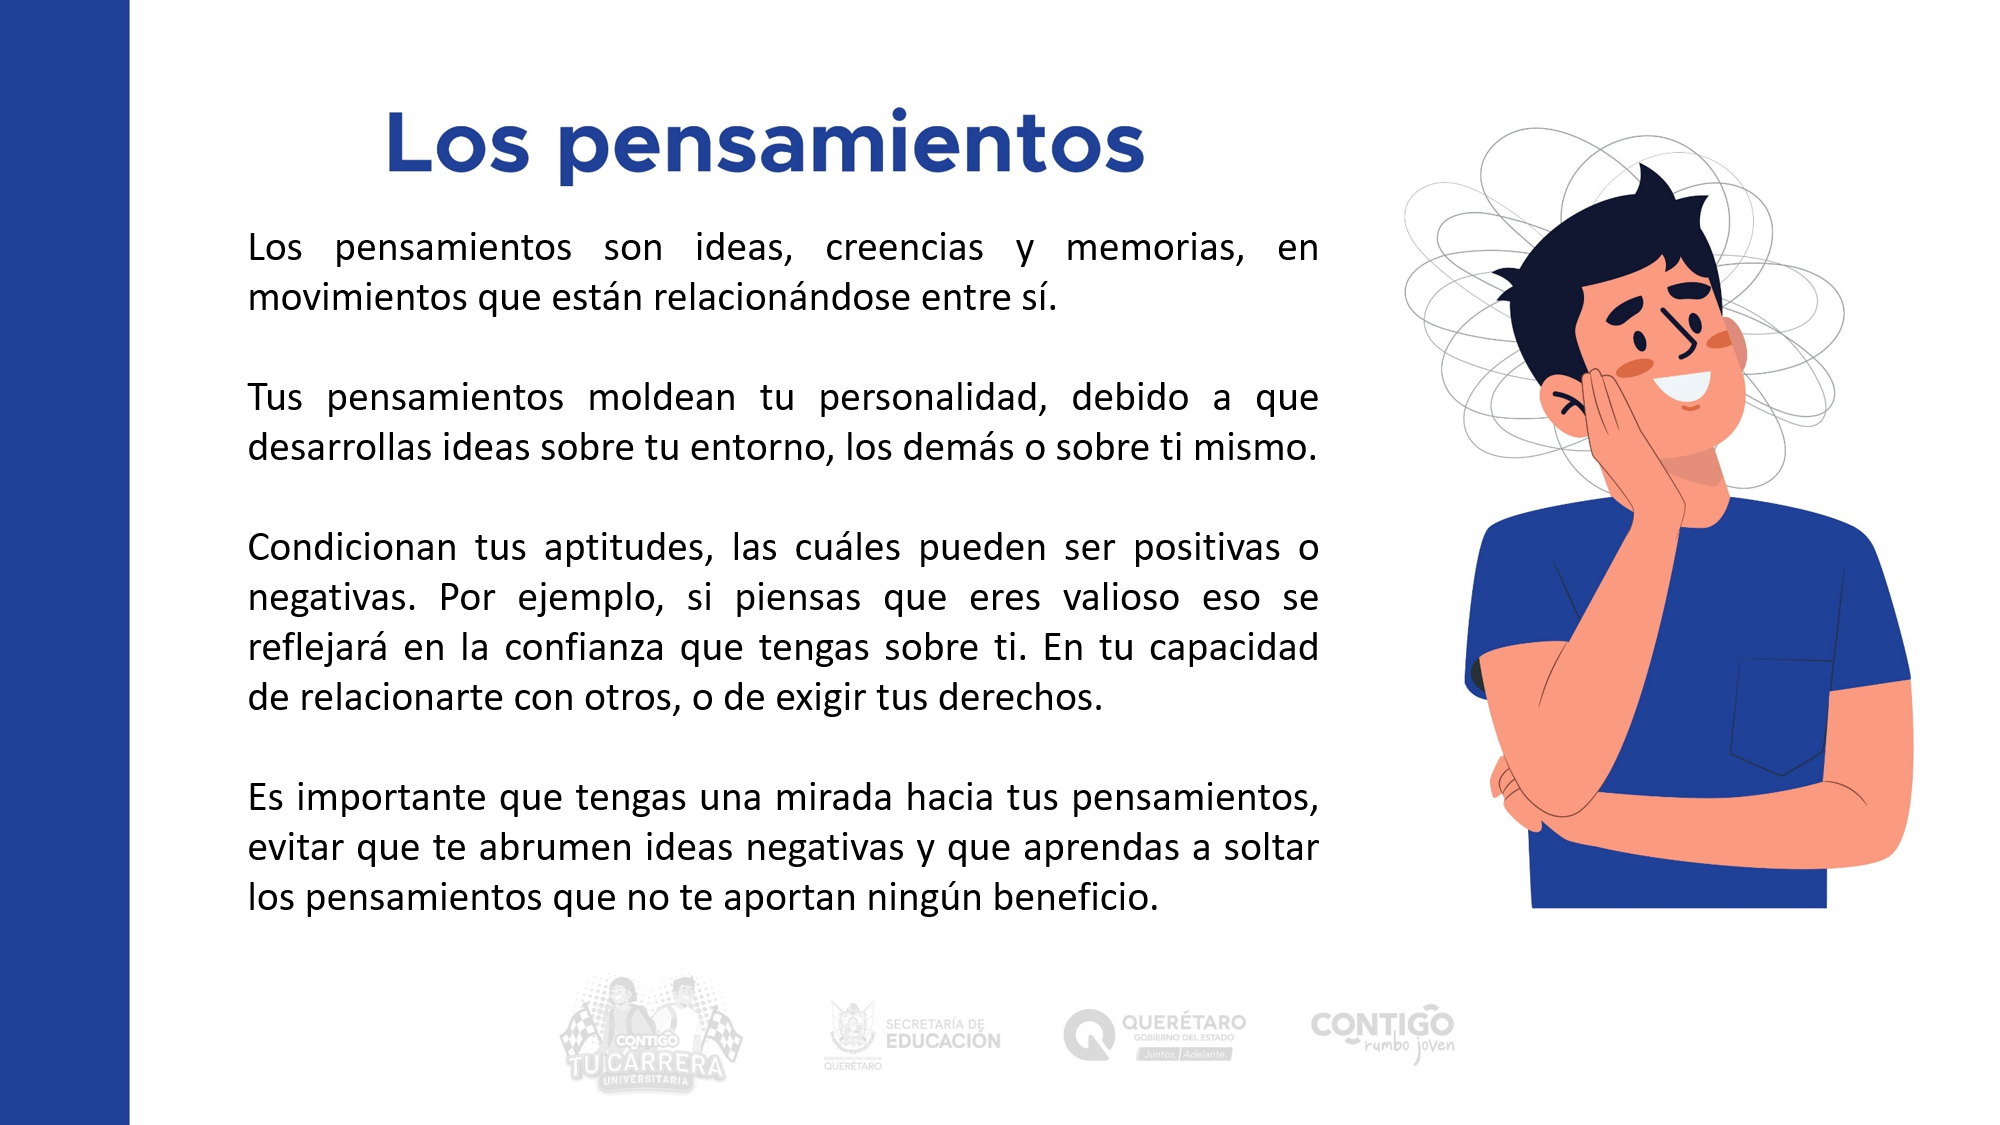 Los pensamientos
Los pensamientos son ideas, creencias y memorias, en
movimientos que están relacionándose entre sí.
Tus pensamientos moldean tu personalidad, debido a que
desarrollas ideas sobre tu entorno, los demás o sobre ti mismo.
Condicionan tus aptitudes, las cuáles pueden ser positivas o
negativas. Por ejemplo, si piensas que eres valioso eso se
reflejará en la confianza que tengas sobre ti. En tu capacidad
de relacionarte con otros, o de exigir tus derechos.
Es importante que tengas una mirada hacia tus pensamientos,
evitar que te abrumen ideas negativas y que aprendas a soltar
los pensamientos que no te aportan ningún beneficio.
CONTIGO
TU CARRERA
UNIVERSITARIA
SECRETARÍA DE
EDUCACIÓN
QUERÉTARO
QUERÉTARO
GOBIERNO DEL ESTADO
Juntos, Adelante.
CONTIGO
rumbo joven